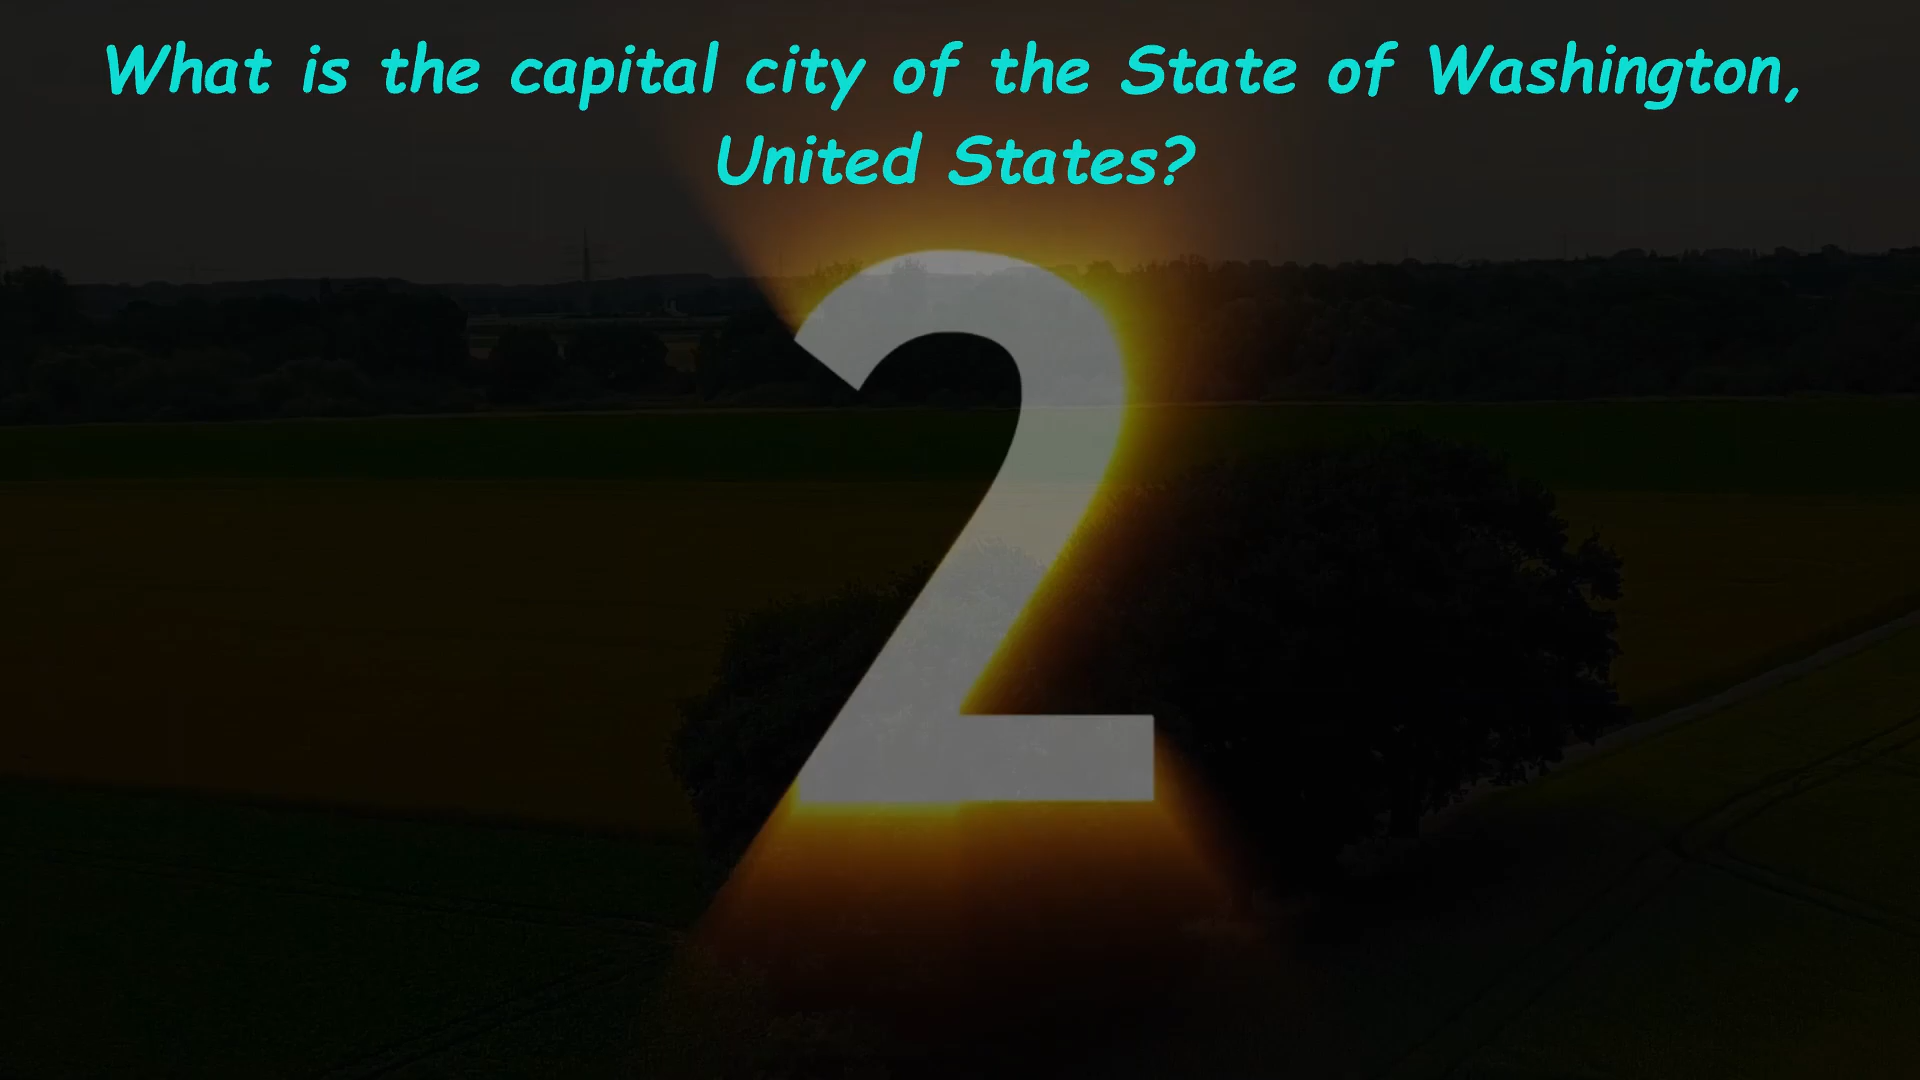 What is the capital city of the State of Washington,
United States?
2